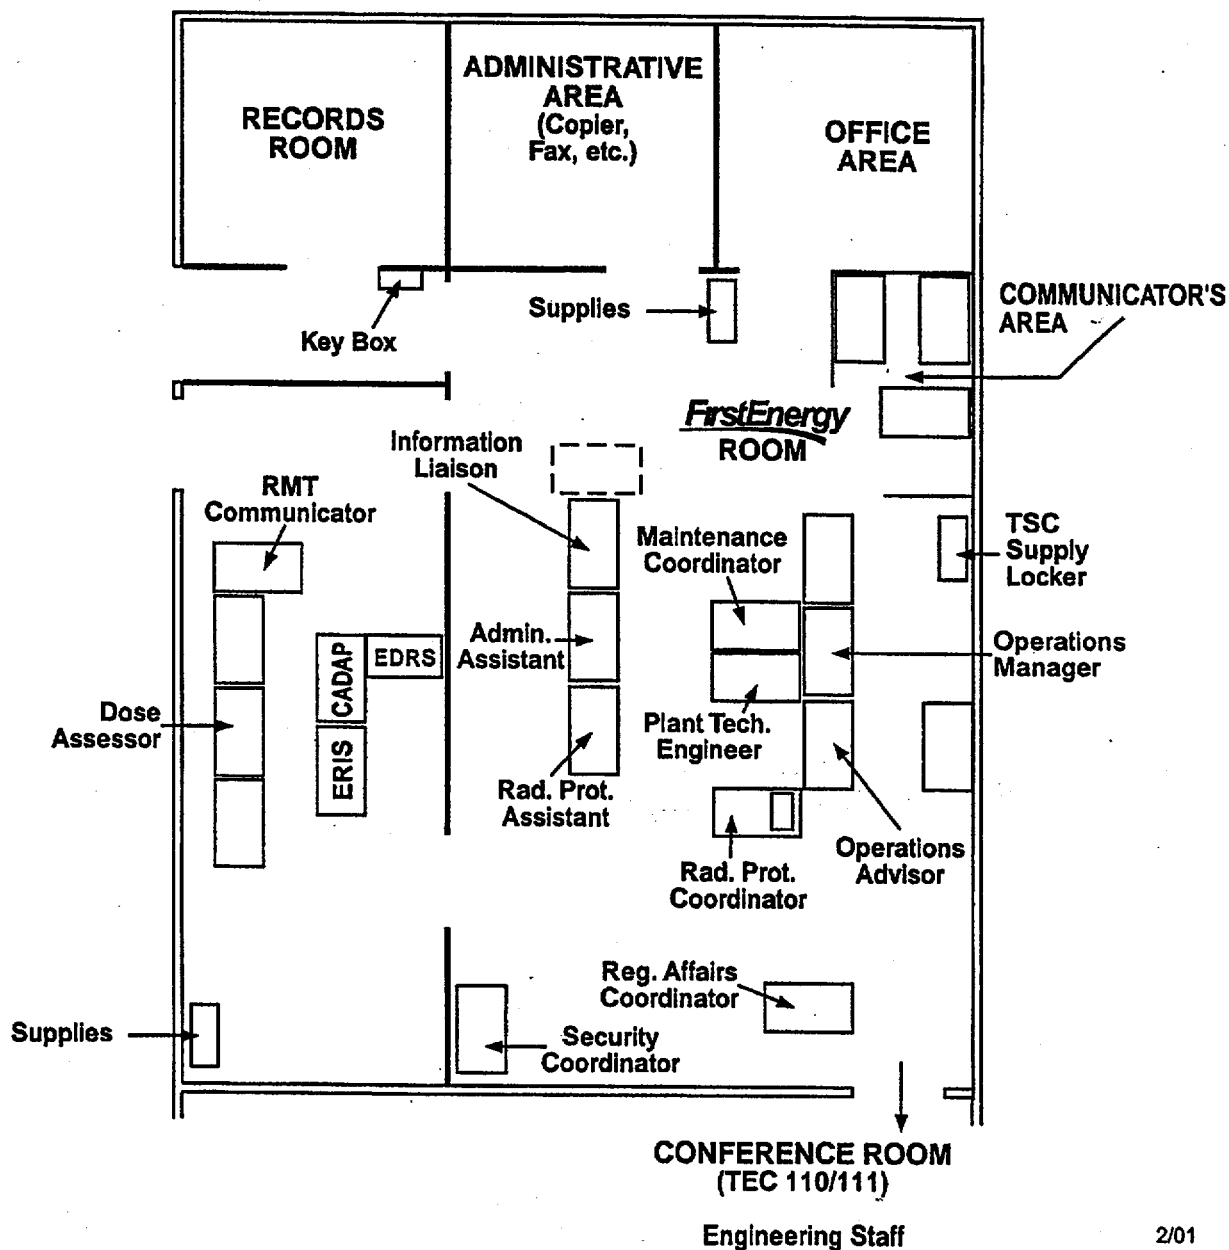 RECORDS
ROOM
ADMINISTRATIVE
AREA
(Copier,
Fax, etc.)
OFFICE
AREA
Key Box
Supplies
COMMUNICATOR'S
AREA
FirstEnergy
ROOM
Information
Liaison
RMT
Communicator
Maintenance
Coordinator
TSC
Supply
Locker
Admin.
Assistant
CADAP
EDRS
ERIS
Operations
Manager
Dose
Assessor
Plant Tech.
Engineer
Rad. Prot.
Assistant
Rad. Prot.
Coordinator
Operations
Advisor
Reg. Affairs
Coordinator
Supplies
Security
Coordinator
CONFERENCE ROOM
(TEC 110/111)
Engineering Staff
2/01